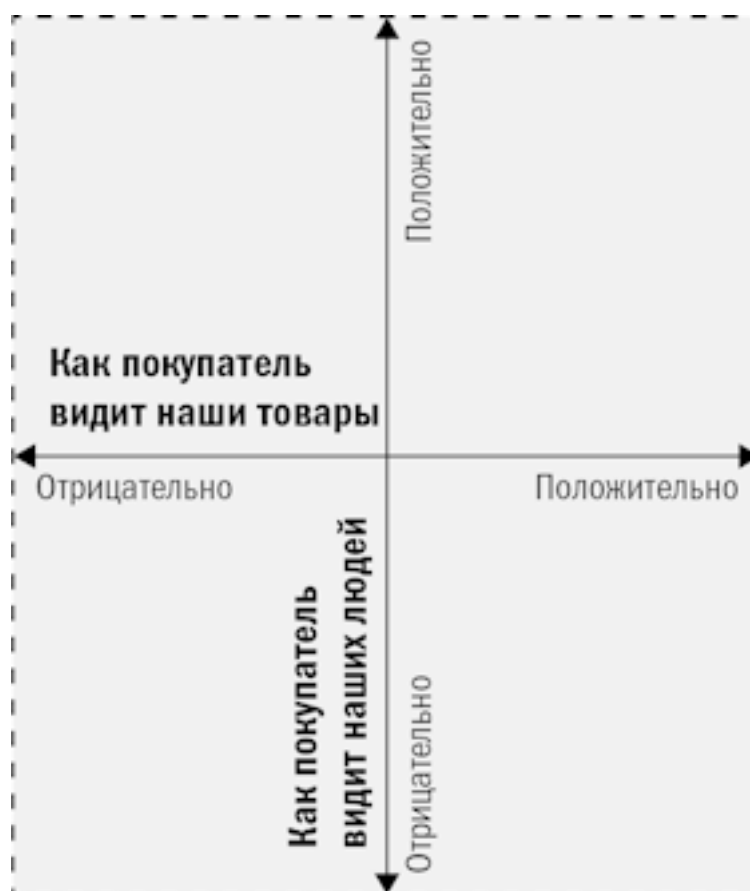 Положительно
Как покупатель
видит наши товары
Отрицательно
Положительно
Как покупатель
видит наших людей
Отрицательно